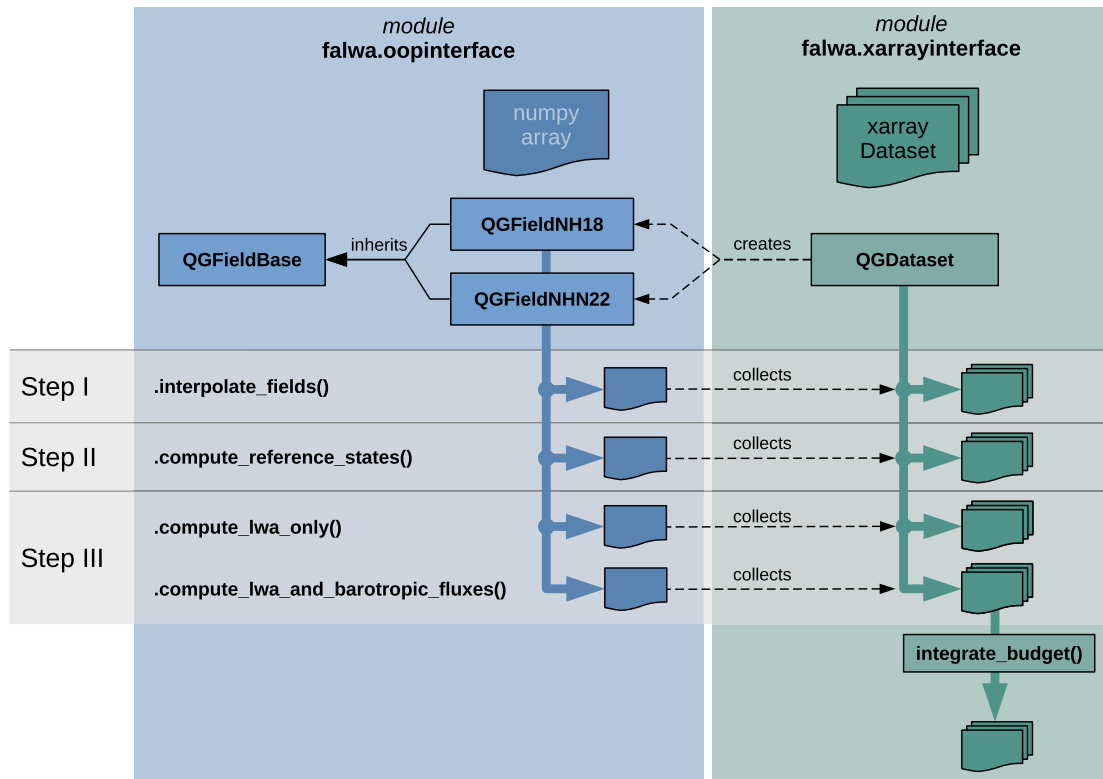 module
falwa.oopinterface
module
falwa.xarrayinterface
numpy
array
xarray
Dataset
QGFieldBase
inherits
QGFieldNH18
QGFieldNHN22
creates
QGDataset
Step I
.interpolate_fields()
collects
Step II
.compute_reference_states()
collects
Step III
.compute_lwa_only()
collects
.compute_lwa_and_barotropic_fluxes()
collects
integrate_budget()